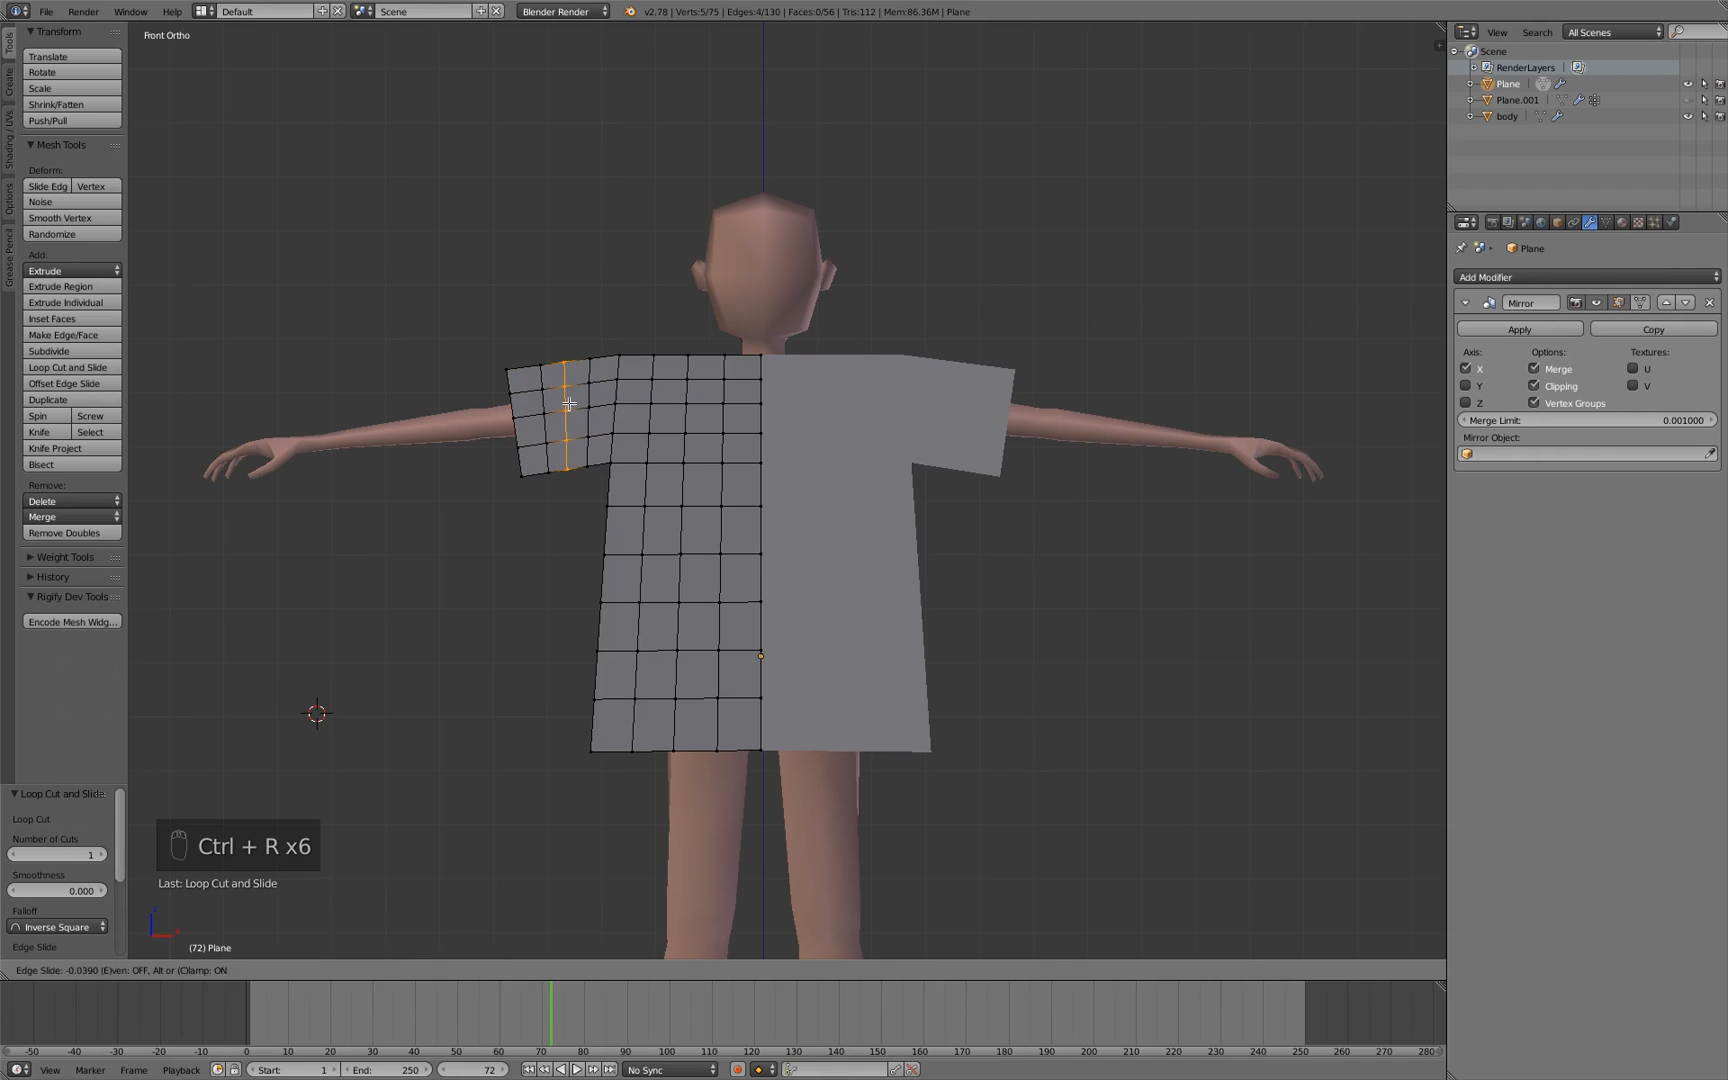 File Render Window Help Default Scene Blender Render v2.78 | Verts:5/75 | Edges:4/130 | Faces:0/56 | Tris:112 | Mem:86.36M | Plane
Tools
Create
Shading / UVs
Options
Grease Pencil
Transform
Translate
Rotate
Scale
Shrink/Fatten
Push/Pull
Mesh Tools
Deform:
Slide Edg Vertex
Noise
Smooth Vertex
Randomize
Add:
Extrude
Extrude Region
Extrude Individual
Inset Faces
Make Edge/Face
Subdivide
Loop Cut and Slide
Offset Edge Slide
Duplicate
Spin Screw
Knife Select
Knife Project
Bisect
Remove:
Delete
Merge
Remove Doubles
Weight Tools
History
Rigify Dev Tools
Encode Mesh Widg...
Loop Cut and Slide
Loop Cut
Number of Cuts
1
Smoothness
0.000
Falloff
Inverse Square
Edge Slide
Front Ortho
Ctrl + R x6
Last: Loop Cut and Slide
(72) Plane
Edge Slide: -0.0390 (E)ven: OFF, Alt or (C)lamp: ON
View Search All Scenes
Scene
RenderLayers
Plane
Plane.001
body
Plane
Add Modifier
Mirror
Apply Copy
Axis: Options: Textures:
X Merge U
Y Clipping V
Z Vertex Groups
Merge Limit: 0.001000
Mirror Object:
-50 -40 -30 -20 -10 0 10 20 30 40 50 60 70 80 90 100 110 120 130 140 150 160 170 180 190 200 210 220 230 240 250 260 270 280
View Marker Frame Playback Start: 1 End: 250 72 No Sync